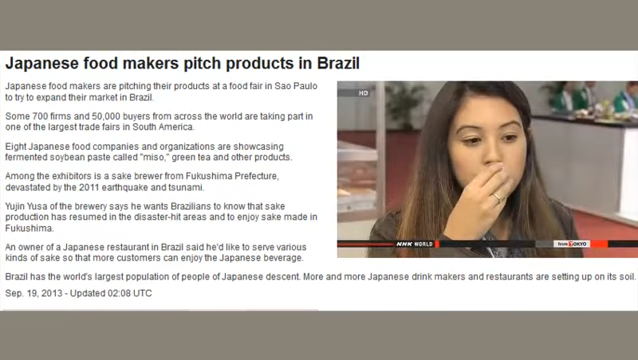 Japanese food makers pitch products in Brazil
Japanese food makers are pitching their products at a food fair in Sao Paulo
to try to expand their market in Brazil.
Some 700 firms and 50,000 buyers from across the world are taking part in
one of the largest trade fairs in South America.
Eight Japanese food companies and organizations are showcasing
fermented soybean paste called "miso," green tea and other products.
Among the exhibitors is a sake brewer from Fukushima Prefecture,
devastated by the 2011 earthquake and tsunami.
Yujin Yusa of the brewery says he wants Brazilians to know that sake
production has resumed in the disaster-hit areas and to enjoy sake made in
Fukushima.
An owner of a Japanese restaurant in Brazil said he'd like to serve various
kinds of sake so that more customers can enjoy the Japanese beverage.
Brazil has the world's largest population of people of Japanese descent. More and more Japanese drink makers and restaurants are setting up on its soil.
Sep. 19, 2013 - Updated 02:08 UTC
HD
NHK WORLD
from TOKYO